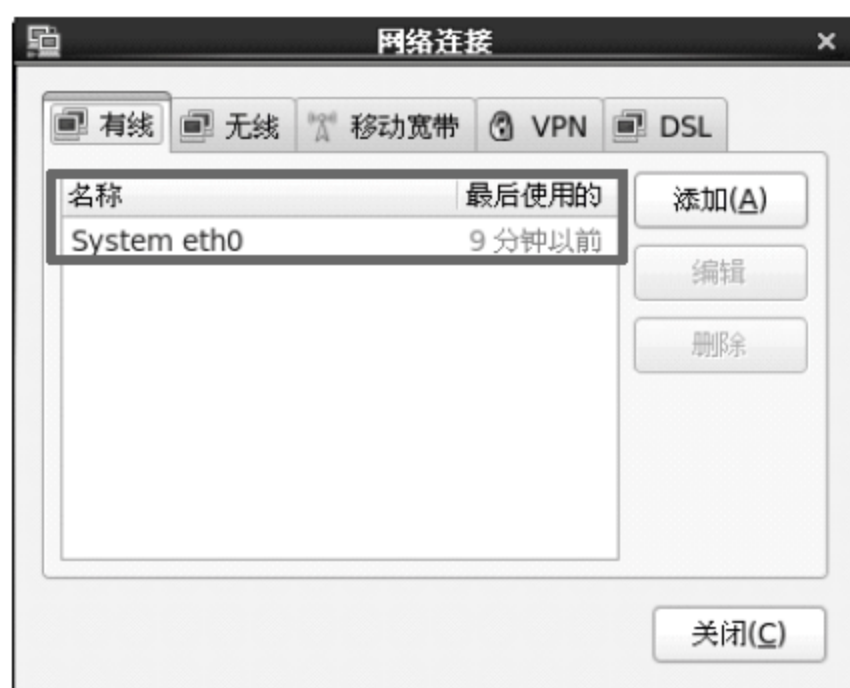 网络连接
有线 无线 移动宽带 VPN DSL
名称 最后使用的 添加(A)
System eth0 9 分钟以前
编辑
删除
关闭(C)